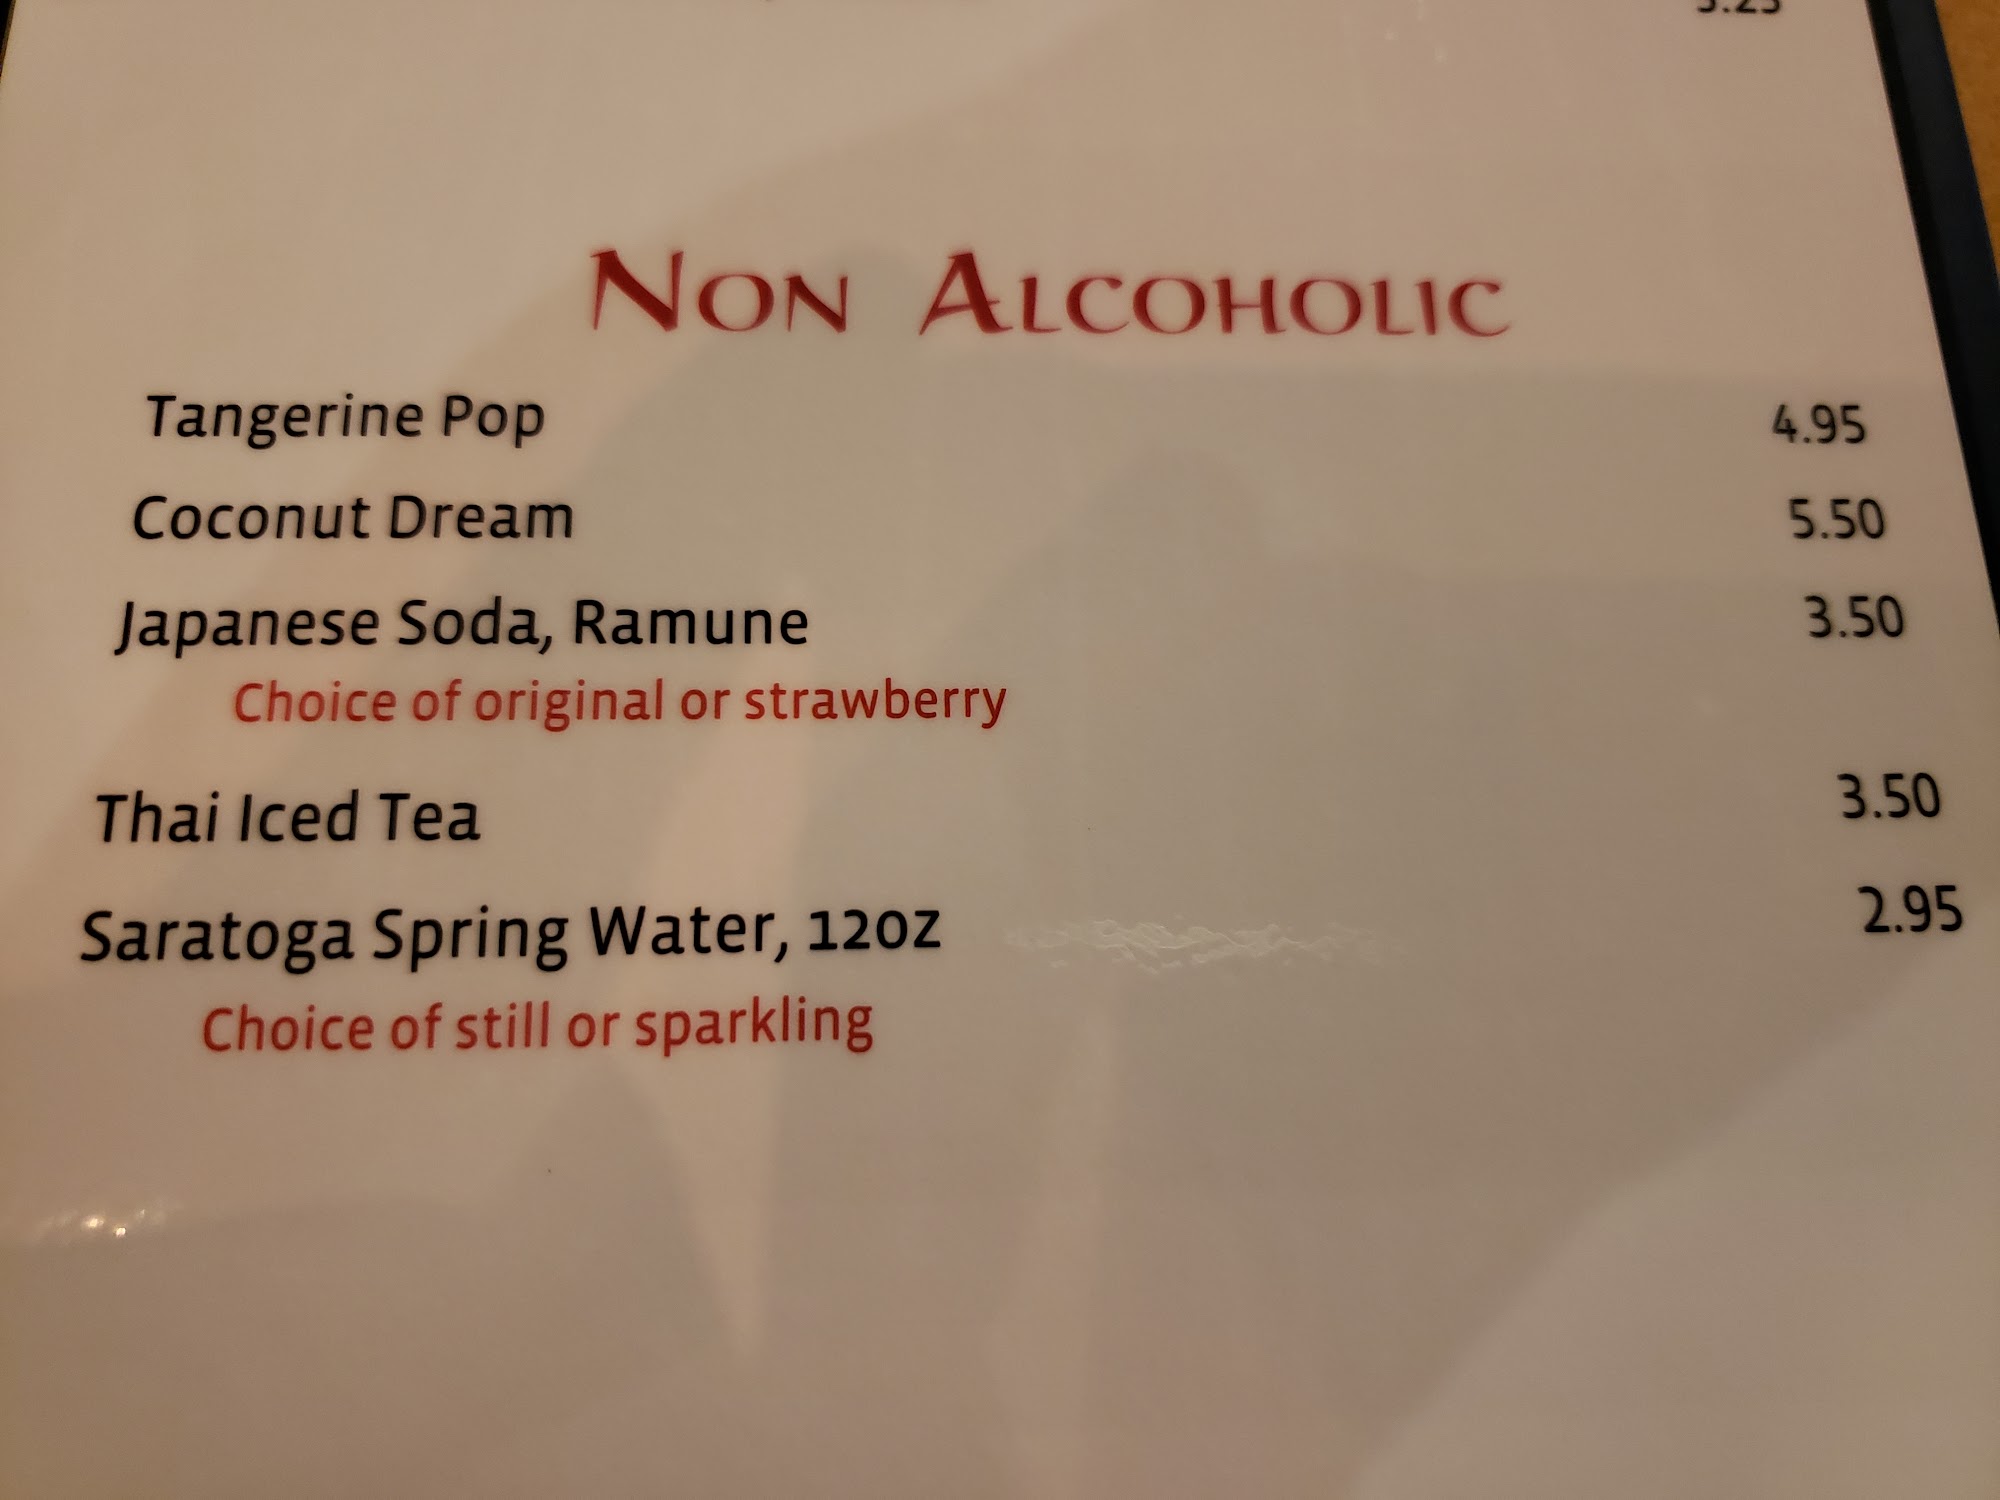 Non Alcoholic
Tangerine Pop 4.95
Coconut Dream 5.50
Japanese Soda, Ramune 3.50
Choice of original or strawberry
Thai Iced Tea 3.50
Saratoga Spring Water, 12oz 2.95
Choice of still or sparkling